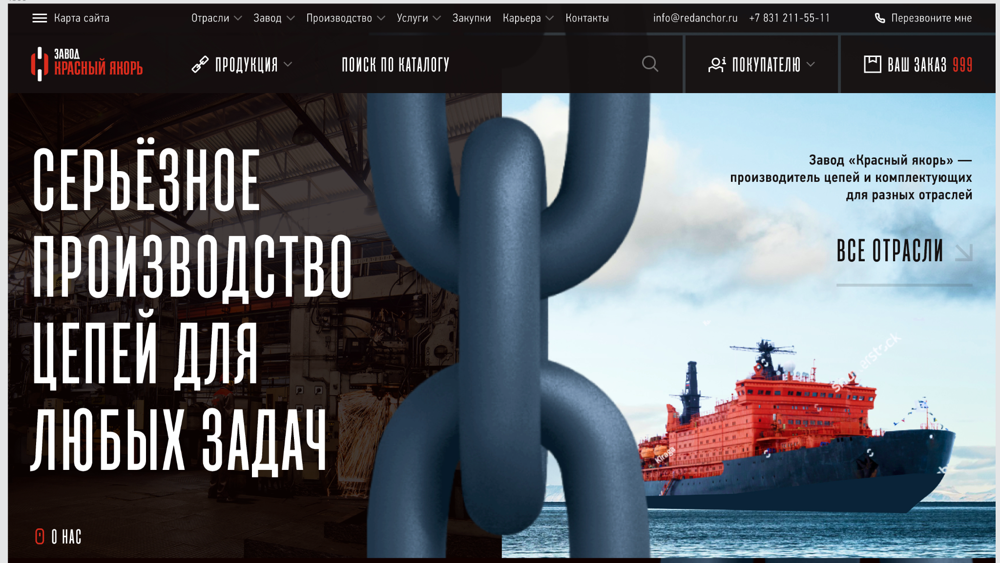 Карта сайта
Отрасли Завод Производство Услуги Закупки Карьера Контакты
info@redanchor.ru +7 831 211-55-11
Перезвоните мне
ЗАВОД
КРАСНЫЙ ЯКОРЬ
ПРОДУКЦИЯ
ПОИСК ПО КАТАЛОГУ
ПОКУПАТЕЛЮ
ВАШ ЗАКАЗ 999
СЕРЬЁЗНОЕ
ПРОИЗВОДСТВО
ЦЕПЕЙ ДЛЯ
ЛЮБЫХ ЗАДАЧ
Завод «Красный якорь» —
производитель цепей и комплектующих
для разных отраслей
ВСЕ ОТРАСЛИ
Kiraga
О НАС